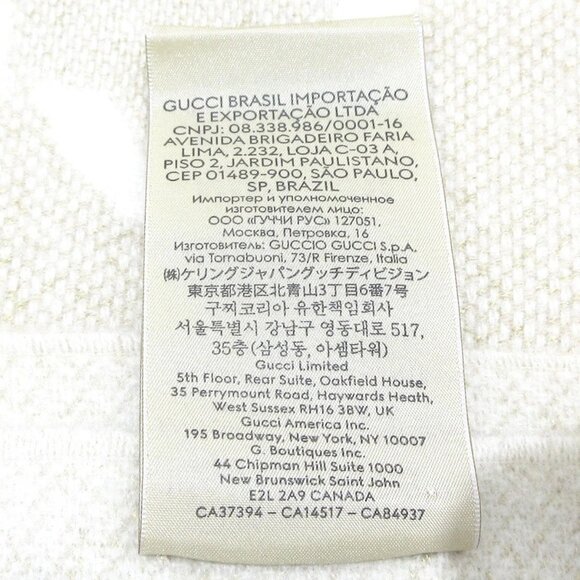 GUCCI BRASIL IMPORTAÇÃO
E EXPORTAÇÃO LTDA
CNPJ: 08.338.986/0001-16
AVENIDA BRIGADEIRO FARIA
LIMA, 2.232, LOJA C-03 A,
PISO 2, JARDIM PAULISTANO,
CEP 01489-900, SÃO PAULO,
SP, BRAZIL
Импортер и уполномоченное
изготовителем лицо:
ООО «ГУЧЧИ РУС» 127051,
Москва, Петровка, 16
Изготовитель: GUCCIO GUCCI S.p.A.
via Tornabuoni, 73/R Firenze, Italia
㈱ケリングジャパングッチディビジョン
東京都港区北青山3丁目6番7号
구찌코리아 유한책임회사
서울특별시 강남구 영동대로 517,
35층(삼성동, 아셈타워)
Gucci Limited
5th Floor, Rear Suite, Oakfield House,
35 Perrymount Road, Haywards Heath,
West Sussex RH16 3BW, UK
Gucci America Inc.
195 Broadway, New York, NY 10007
G. Boutiques Inc.
44 Chipman Hill Suite 1000
New Brunswick Saint John
E2L 2A9 CANADA
CA37394 – CA14517 – CA84937